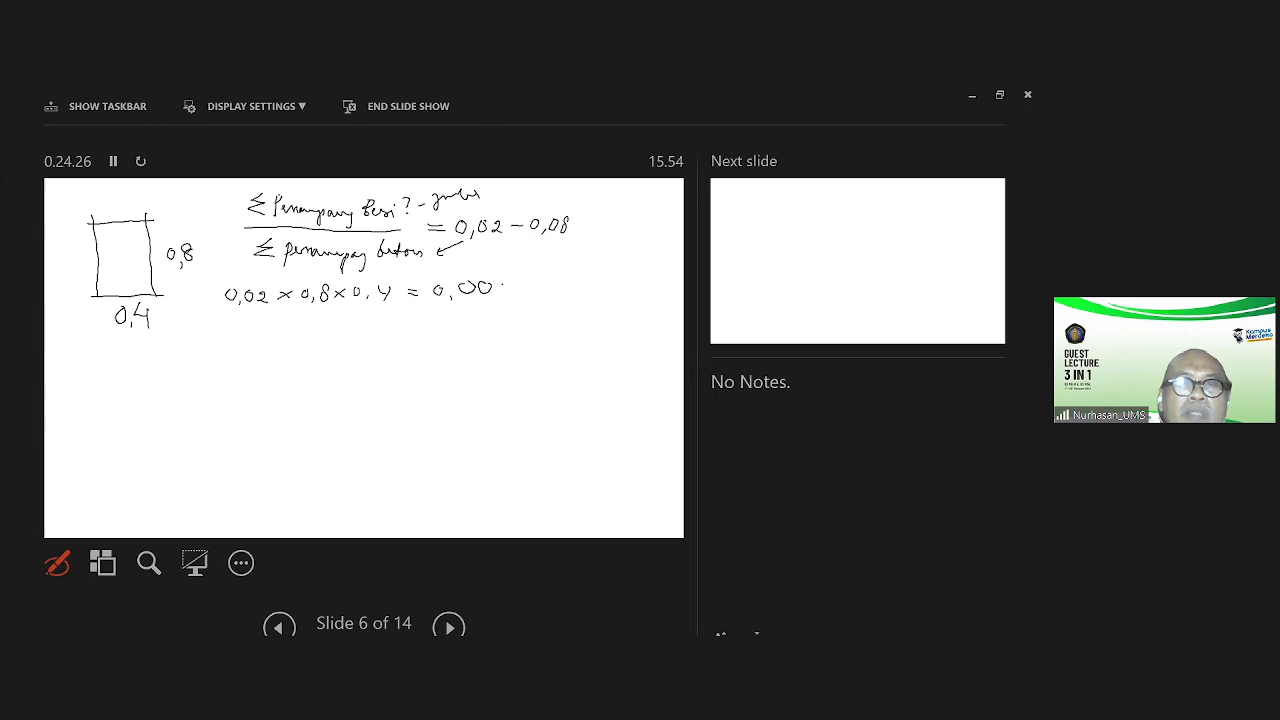 SHOW TASKBAR DISPLAY SETTINGS ▼ END SLIDE SHOW
0.24.26 15.54 Next slide
Σ Penampang besi ? -
= 0,02 - 0,08
Σ penampang beton
0,8
0,02 × 0,8 × 0,4 = 0,00
0,4
No Notes.
Slide 6 of 14
GUEST
LECTURE
3 IN 1
Kampus
Merdeka
Nurhasan_UMS